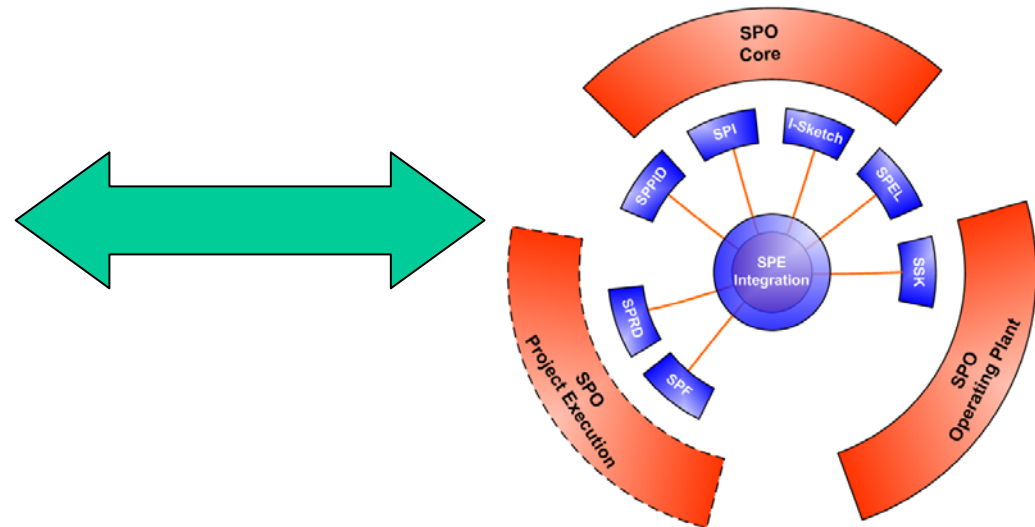 SPO
Core
SPI
I-Sketch
SPPID
SPEL
SPE
Integration
SSK
SPRD
SPF
SPO
Project Execution
SPO
Operating Plant